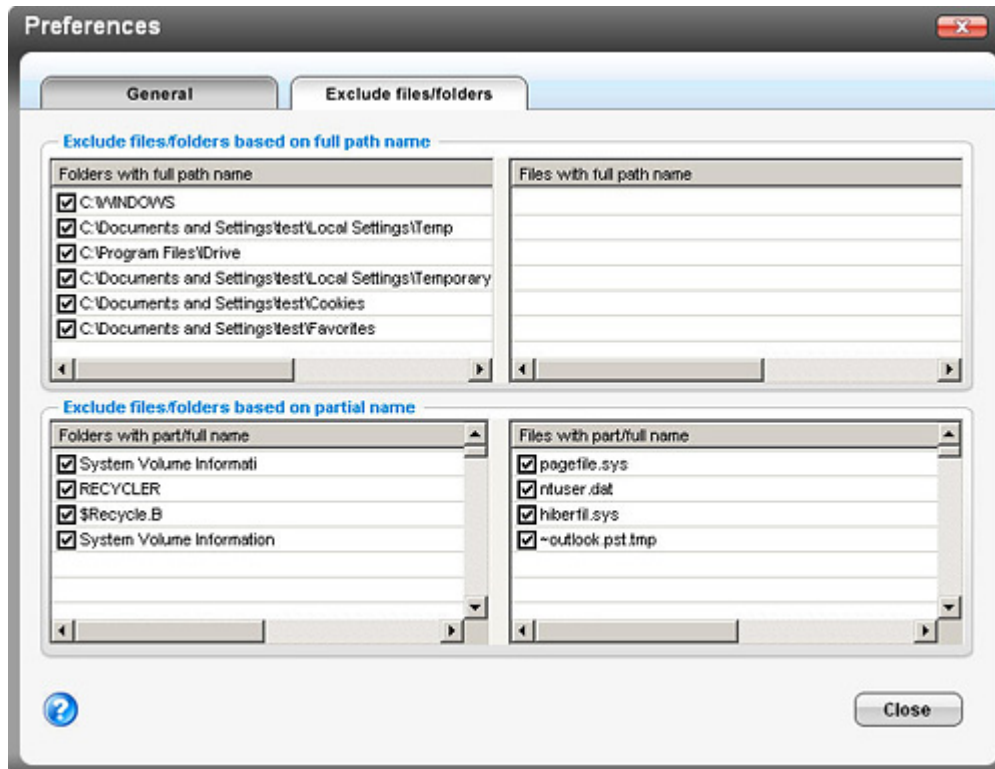 Preferences
General
Exclude files/folders
Exclude files/folders based on full path name
Folders with full path name
C:\WINDOWS
C:\Documents and Settings\test\Local Settings\Temp
C:\Program Files\IDrive
C:\Documents and Settings\test\Local Settings\Temporary
C:\Documents and Settings\test\Cookies
C:\Documents and Settings\test\Favorites
Files with full path name
Exclude files/folders based on partial name
Folders with part/full name
System Volume Informati
RECYCLER
$Recycle.B
System Volume Information
Files with part/full name
pagefile.sys
ntuser.dat
hiberfil.sys
~outlook.pst.tmp
?
Close